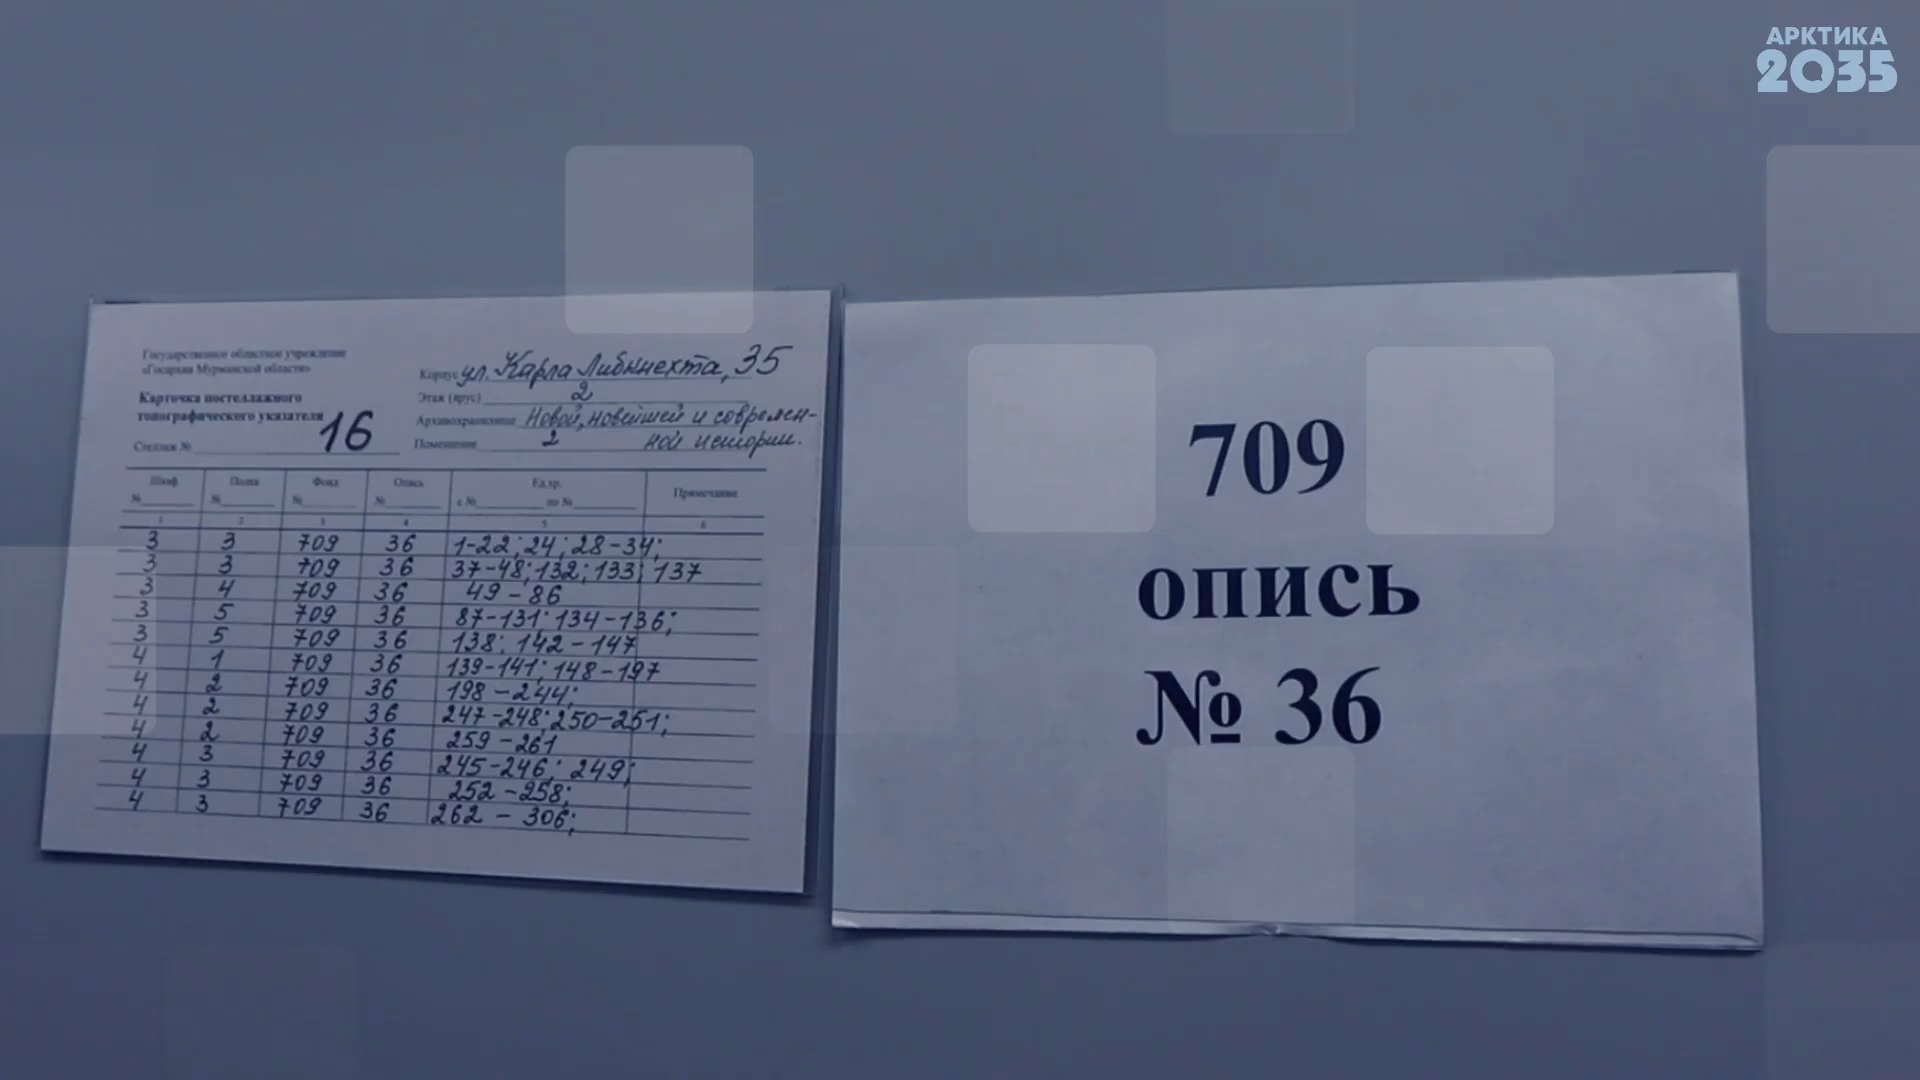 АРКТИКА
2035
Государственное областное учреждение
«Госархив Мурманской области»
Карточка постеллажного
топографического указателя
Стеллаж № 16
Корпус ул. Карла Либкнехта, 35
Этаж (ярус) 2
Архивохранилище Новой, новейшей и современ-
ной истории.
Помещение 2
Шкаф № Полка № Фонд № Опись № Ед.хр. с № по № Примечание
1 2 3 4 5 6
3 3 709 36 1-22; 24; 28-34;
3 3 709 36 37-48; 132; 133; 137
3 4 709 36 49-86
3 5 709 36 87-131; 134-136;
3 5 709 36 138; 142-147
4 1 709 36 139-141; 148-197
4 2 709 36 198-244;
4 2 709 36 247-248; 250-251;
4 2 709 36 259-261
4 3 709 36 245-246; 249;
4 3 709 36 252-258;
4 3 709 36 262-306;
709
опись
№ 36